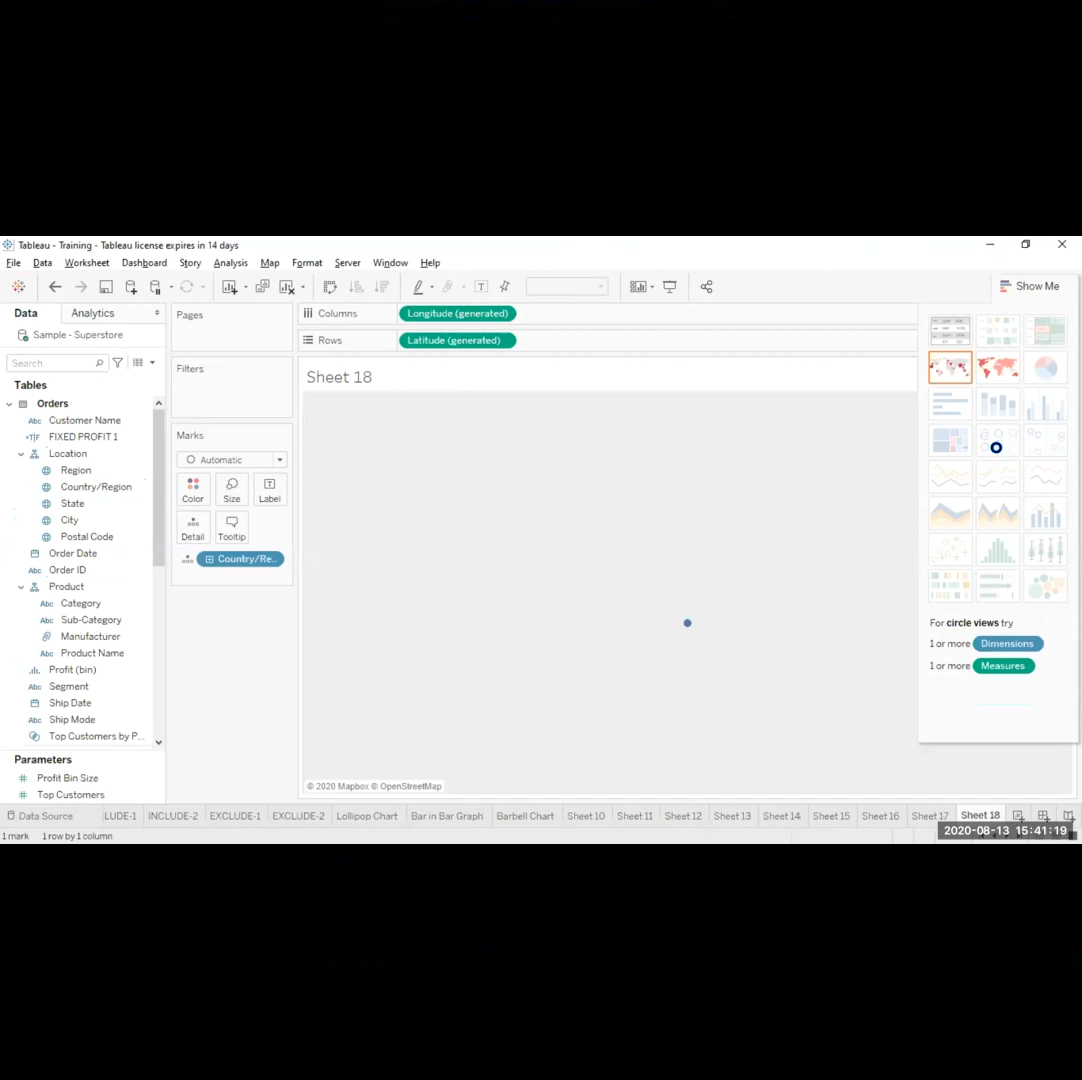 Tableau - Training - Tableau license expires in 14 days
File Data Worksheet Dashboard Story Analysis Map Format Server Window Help
Show Me
Data Analytics
Sample - Superstore
Search
Tables
Orders
Abc Customer Name
=T|F FIXED PROFIT 1
Location
Region
Country/Region
State
City
Postal Code
Order Date
Abc Order ID
Product
Abc Category
Abc Sub-Category
Manufacturer
Abc Product Name
Profit (bin)
Abc Segment
Ship Date
Abc Ship Mode
Top Customers by P...
Parameters
# Profit Bin Size
# Top Customers
Pages
Filters
Marks
Automatic
Color Size Label
Detail Tooltip
Country/Re..
Columns Longitude (generated)
Rows Latitude (generated)
Sheet 18
© 2020 Mapbox © OpenStreetMap
For circle views try
1 or more Dimensions
1 or more Measures
Data Source LUDE-1 INCLUDE-2 EXCLUDE-1 EXCLUDE-2 Lollipop Chart Bar in Bar Graph Barbell Chart Sheet 10 Sheet 11 Sheet 12 Sheet 13 Sheet 14 Sheet 15 Sheet 16 Sheet 17 Sheet 18
1 mark 1 row by 1 column
2020-08-13 15:41:19